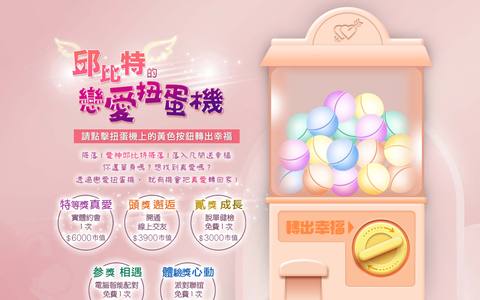 邱比特的
戀愛扭蛋機
請點擊扭蛋機上的黃色按鈕轉出幸福
降落！愛神邱比特降落！落入凡間送幸福
你還單身嗎？想找到真愛嗎？
透過戀愛扭蛋機， 就有機會把真愛轉回家！
特等獎真愛
實體約會
1次
$6000市值
頭獎 邂逅
開通
線上交友
$3900市值
貳獎 成長
脫單健檢
免費1次
$3000市值
參獎 相遇
電腦智能配對
免費1次
體驗獎心動
派對聯誼
免費1次
轉出幸福